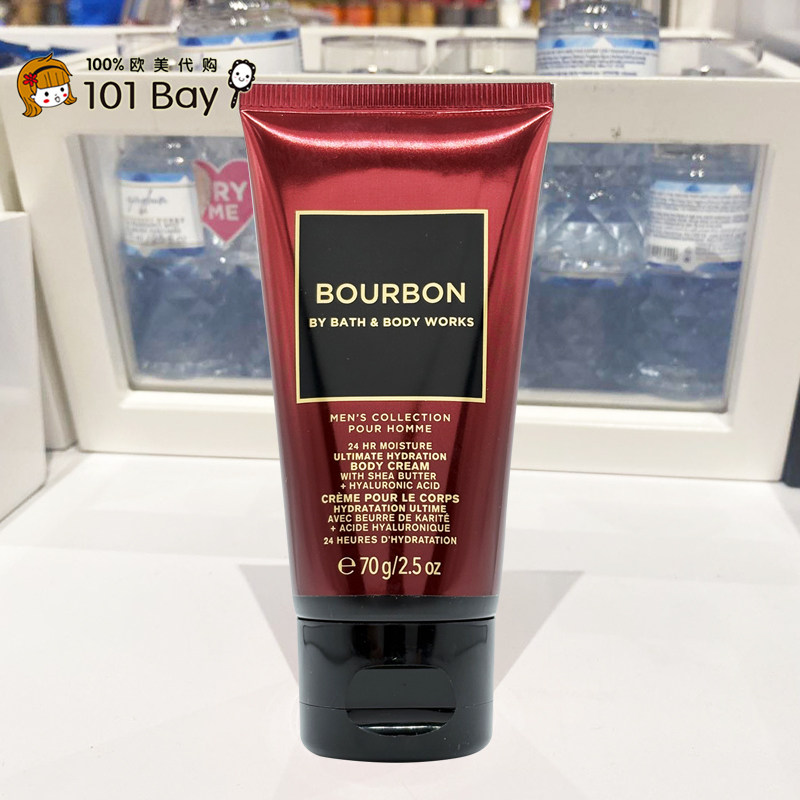 100%欧美代购
101 Bay
RY
ME
BOURBON
BY BATH & BODY WORKS
MEN'S COLLECTION
POUR HOMME
24 HR MOISTURE
ULTIMATE HYDRATION
BODY CREAM
WITH SHEA BUTTER
+ HYALURONIC ACID
CRÈME POUR LE CORPS
HYDRATATION ULTIME
AVEC BEURRE DE KARITÉ
+ ACIDE HYALURONIQUE
24 HEURES D'HYDRATATION
e 70 g/2.5 oz